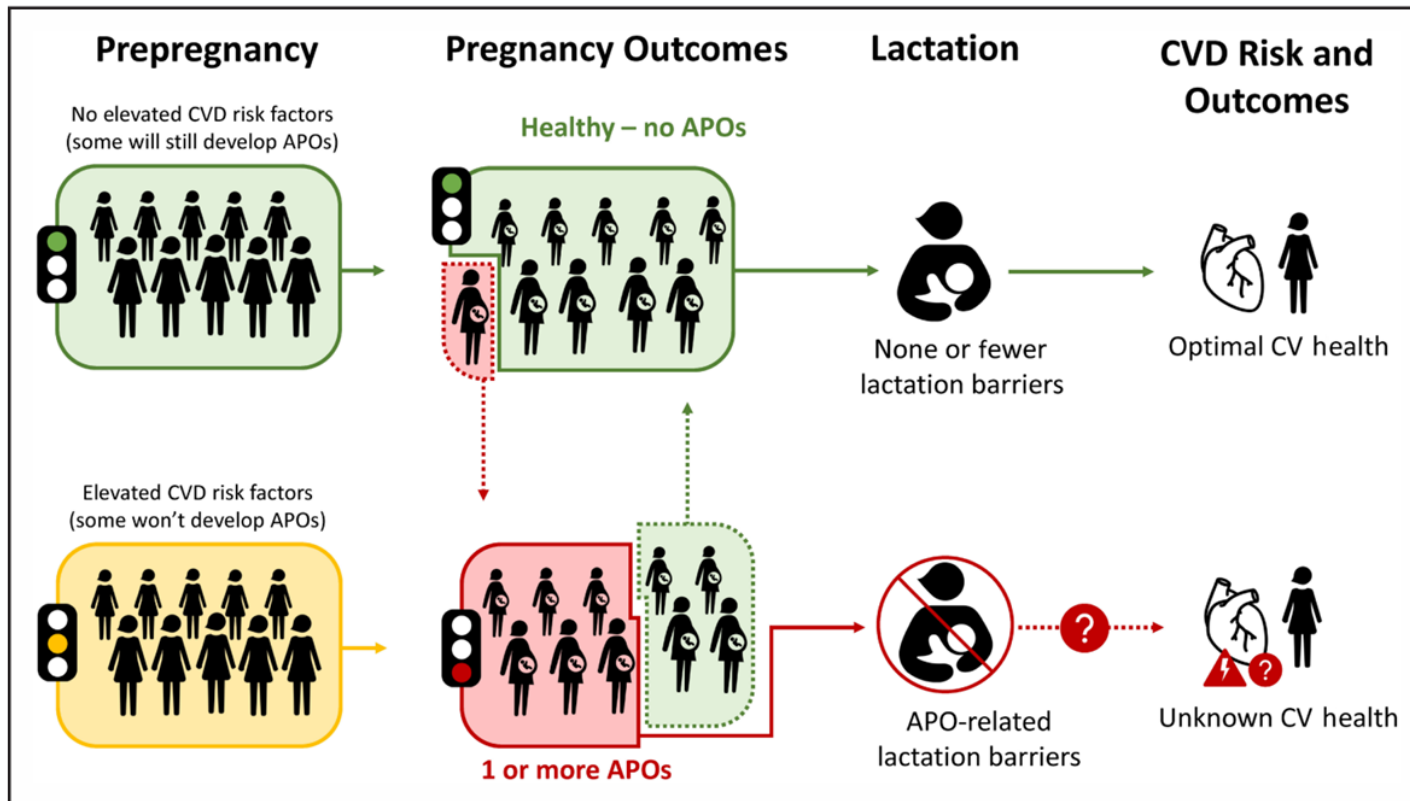 Prepregnancy
Pregnancy Outcomes
Lactation
CVD Risk and
Outcomes
No elevated CVD risk factors
(some will still develop APOs)
Healthy – no APOs
None or fewer
lactation barriers
Optimal CV health
Elevated CVD risk factors
(some won't develop APOs)
1 or more APOs
APO-related
lactation barriers
?
?
Unknown CV health